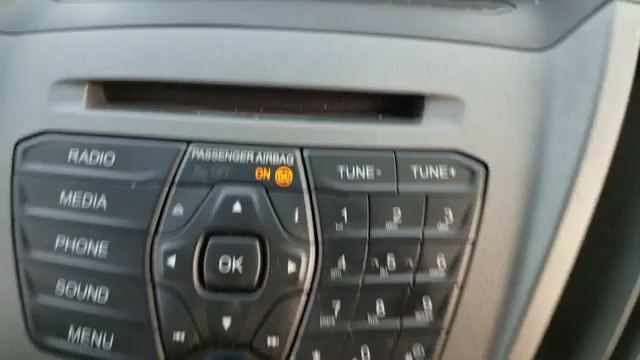 RADIO
PASSENGER AIRBAG
TUNE-
TUNE+
ON
MEDIA
i
1
2
3
PHONE
OK
4
5
6
SOUND
7
8
9
MENU
*
0